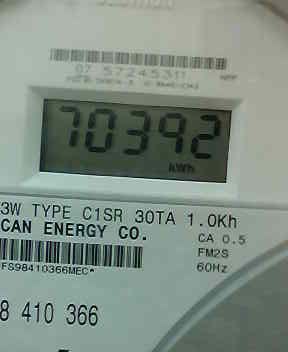 07 57245311
70392
kWh
3W TYPE C1SR 30TA 1.0Kh
CAN ENERGY CO.
CA 0.5
FM2S
60Hz
FS98410366MEC*
8 410 366